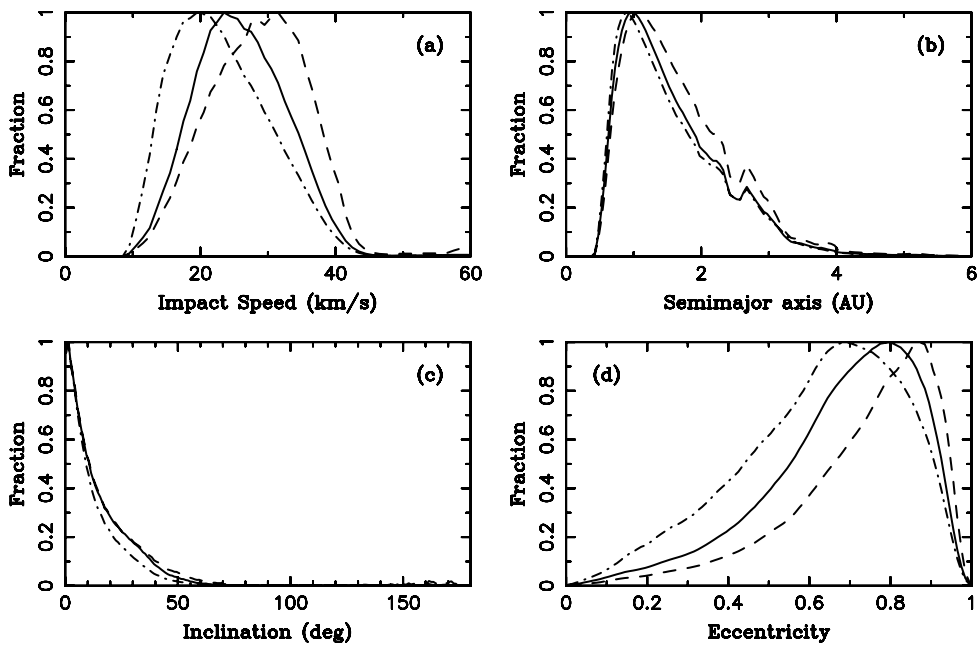 (a)
Fraction
0 0.2 0.4 0.6 0.8 1
0 20 40 60
Impact Speed (km/s)
(b)
Fraction
0 0.2 0.4 0.6 0.8 1
0 2 4 6
Semimajor axis (AU)
(c)
Fraction
0 0.2 0.4 0.6 0.8 1
0 50 100 150
Inclination (deg)
(d)
Fraction
0 0.2 0.4 0.6 0.8 1
0 0.2 0.4 0.6 0.8 1
Eccentricity